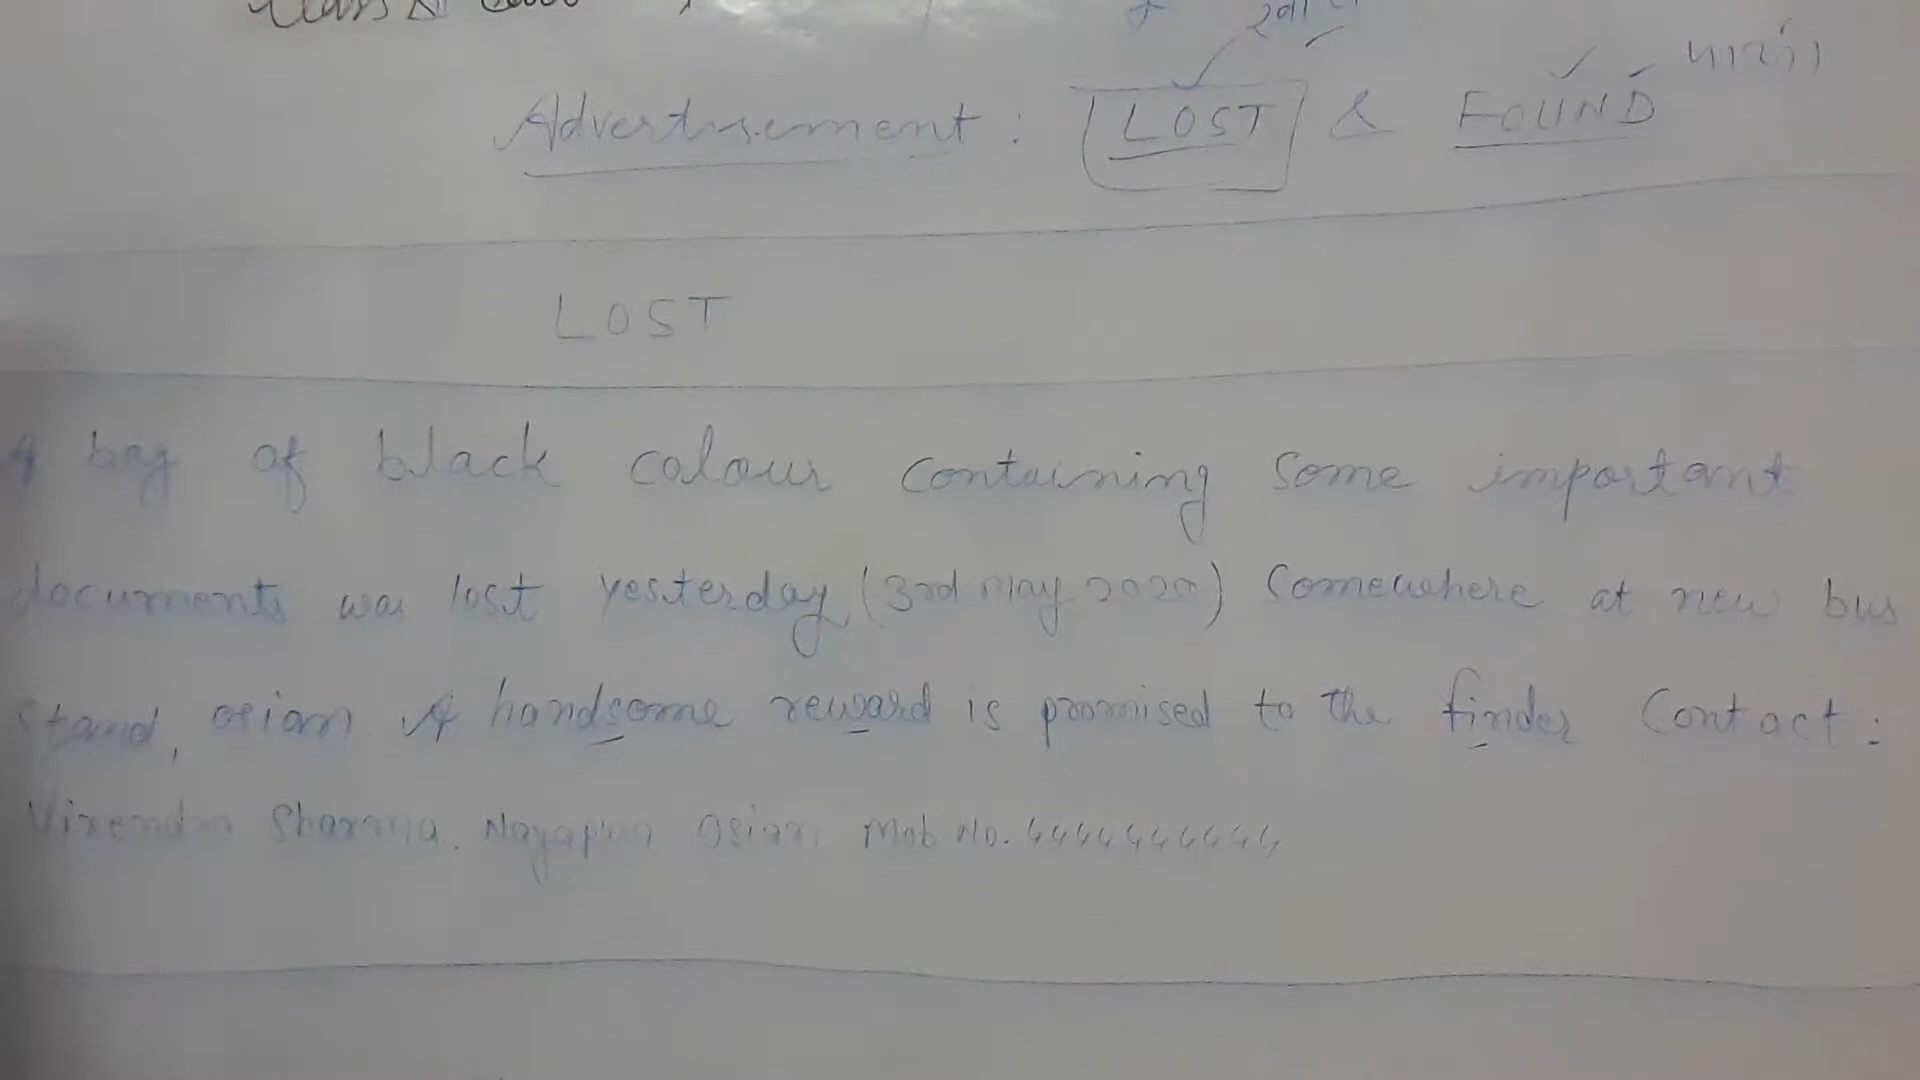 Advertisement : LOST & FOUND
LOST
A bag of black colour containing some important
documents was lost yesterday (3rd may 2020) Somewhere at new bus
stand, osian A handsome reward is promised to the finder Contact :
Virendra Sharma. Nayapura Osian Mob No. 4444444444